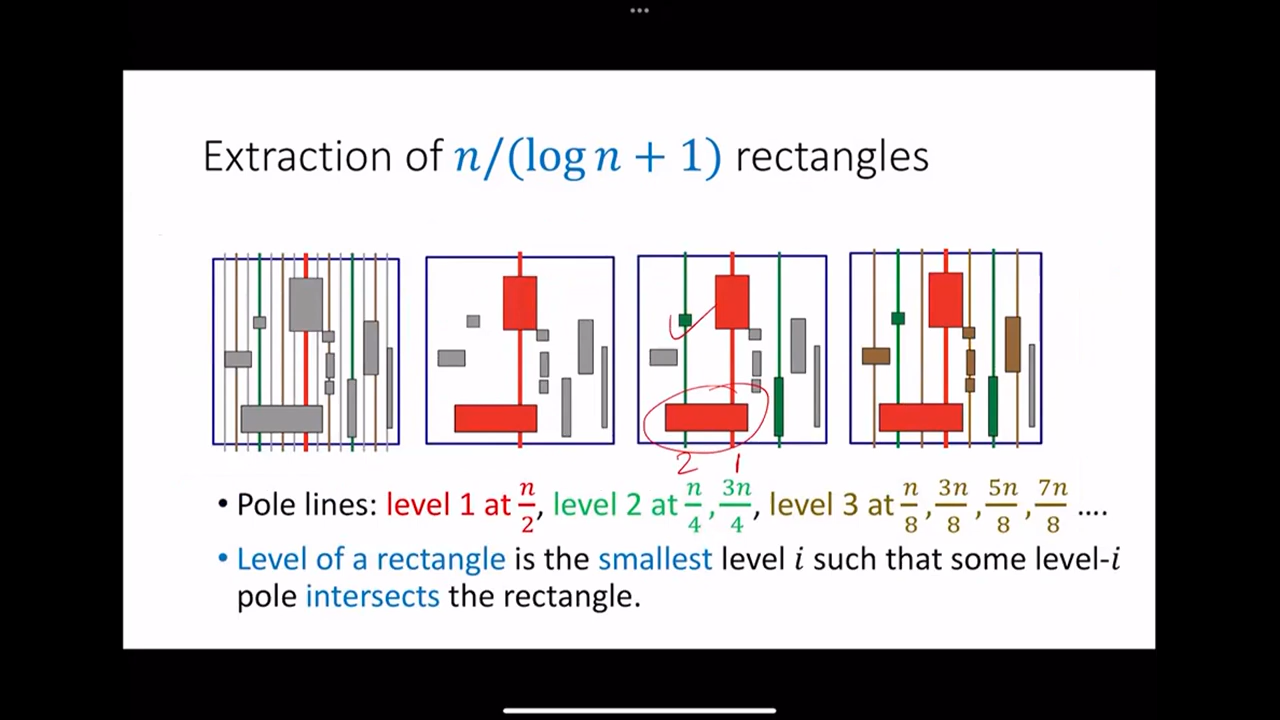 Extraction of n/(log n + 1) rectangles
2 1
• Pole lines: level 1 at n/2, level 2 at n/4, 3n/4, level 3 at n/8, 3n/8, 5n/8, 7n/8 ....
• Level of a rectangle is the smallest level i such that some level-i
pole intersects the rectangle.